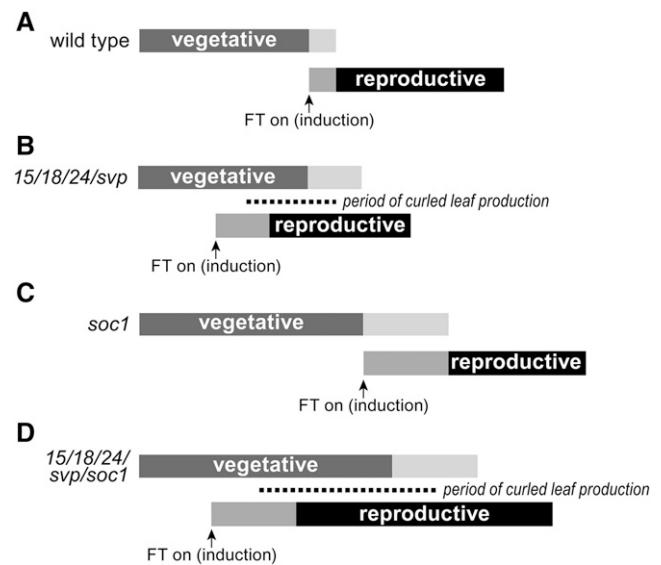 A
wild type
vegetative
reproductive
FT on (induction)
B
15/18/24/svp
vegetative
period of curled leaf production
reproductive
FT on (induction)
C
soc1
vegetative
reproductive
FT on (induction)
D
15/18/24/
svp/soc1
vegetative
period of curled leaf production
reproductive
FT on (induction)